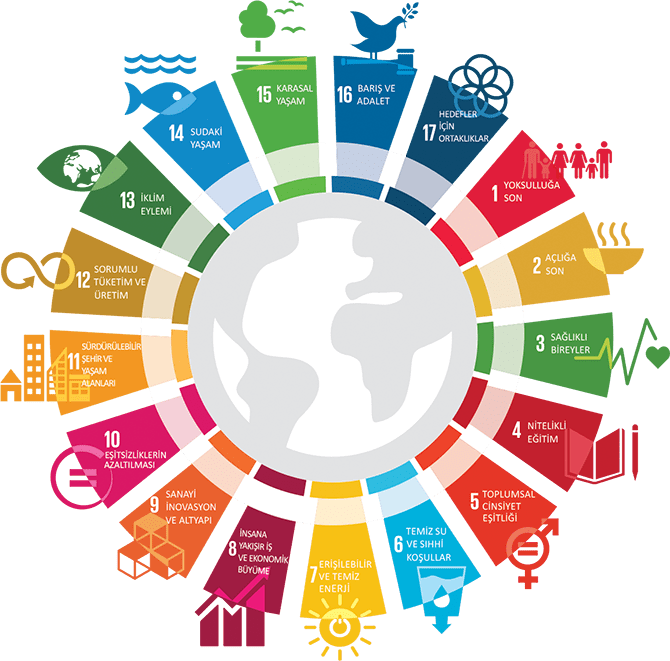 1 YOKSULLUĞA
SON
2 AÇLIĞA
SON
3 SAĞLIKLI
BİREYLER
4 NİTELİKLİ
EĞİTİM
5 TOPLUMSAL
CİNSİYET
EŞİTLİĞİ
6 TEMİZ SU
VE SIHHİ
KOŞULLAR
7 ERİŞİLEBİLİR
VE TEMİZ
ENERJİ
8 İNSANA
YAKIŞIR İŞ
VE EKONOMİK
BÜYÜME
9 SANAYİ
İNOVASYON
VE ALTYAPI
10
EŞİTSİZLİKLERİN
AZALTILMASI
11 SÜRDÜRÜLEBİLİR
ŞEHİR VE
YAŞAM
ALANLARI
12 SORUMLU
TÜKETİM VE
ÜRETİM
13 İKLİM
EYLEMİ
14 SUDAKİ
YAŞAM
15 KARASAL
YAŞAM
16 BARIŞ VE
ADALET
17 HEDEFLER
İÇİN
ORTAKLIKLAR